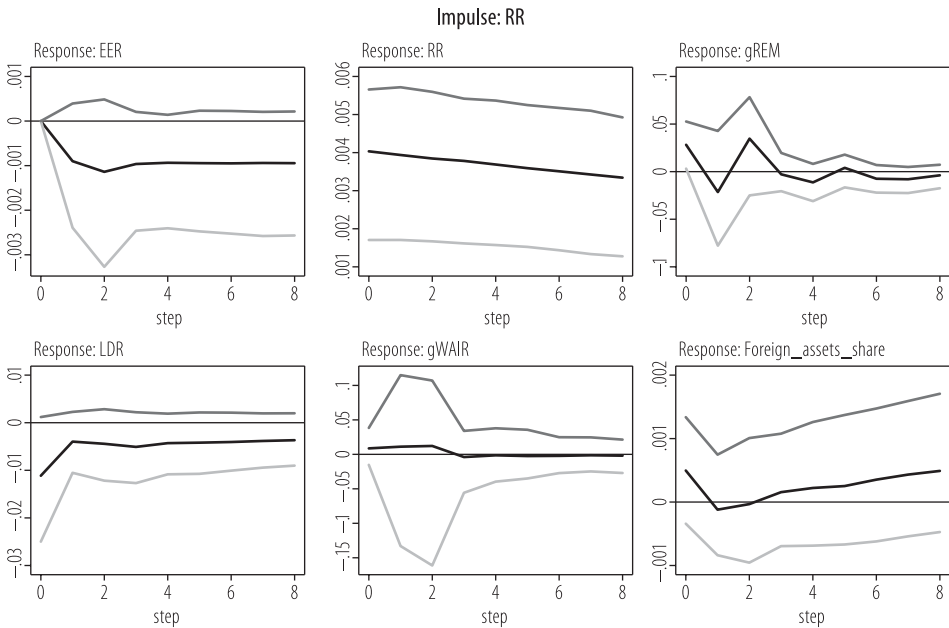 Impulse: RR
Response: EER
Response: RR
Response: gREM
.001
0
−.001
−.002
−.003
0 2 4 6 8
step
.006
.005
.004
.003
.002
.001
0 2 4 6 8
step
.1
.05
0
−.05
−.1
0 2 4 6 8
step
Response: LDR
Response: gWAIR
Response: Foreign_assets_share
.01
0
−.01
−.02
−.03
0 2 4 6 8
step
.1
.05
0
−.05
−.1
−.15
0 2 4 6 8
step
.002
.001
0
−.001
0 2 4 6 8
step